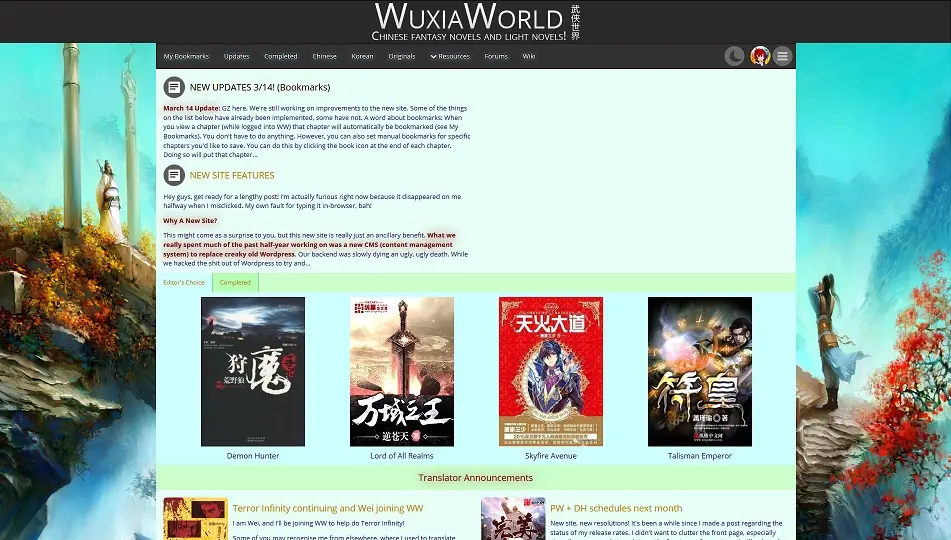 WuxiaWorld 武侠世界
Chinese fantasy novels and light novels!
My Bookmarks Updates Completed Chinese Korean Originals Resources Forums Wiki
NEW UPDATES 3/14! (Bookmarks)
March 14 Update: GZ here. We're still working on improvements to the new site. Some of the things
on the list below have already been implemented, some have not. A word about bookmarks: When
you view a chapter (while logged into WW) that chapter will automatically be bookmarked (see My
Bookmarks). You don't have to do anything. However, you can also set manual bookmarks for specific
chapters you'd like to save. You can do this by clicking the book icon at the end of each chapter.
Doing so will put that chapter...
NEW SITE FEATURES
Hey guys, get ready for a lengthy post! I'm actually furious right now because it disappeared on me
halfway when I misclicked. My own fault for typing it in-browser, bah!
Why A New Site?
This might come as a surprise to you, but this new site is really just an ancillary benefit. What we
really spent much of the past half-year working on was a new CMS (content management
system) to replace creaky old Wordpress. Our backend was slowly dying an ugly, ugly death. While
we hacked the shit out of Wordpress to try and...
Editor's Choice Completed
狩魔
荒野狼
万域之王
逆苍天
天火大道
符皇
萧瑾瑜 著
Demon Hunter Lord of All Realms Skyfire Avenue Talisman Emperor
Translator Announcements
Terror Infinity continuing and Wei joining WW
I am Wei, and I'll be joining WW to help do Terror Infinity!
Some of you may recognise me from elsewhere, where I used to translate
PW + DH schedules next month
New site, new resolutions! It's been a while since I made a post regarding the
status of my release rates. I didn't want to clutter the front page, especially